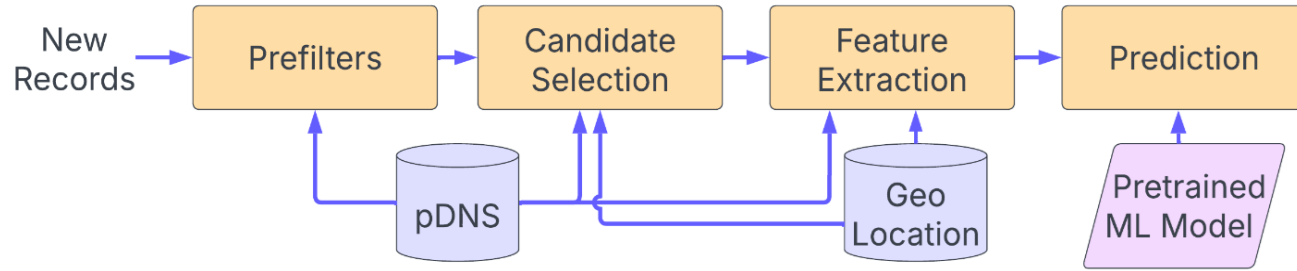 New
Records
Prefilters
Candidate
Selection
Feature
Extraction
Prediction
pDNS
Geo
Location
Pretrained
ML Model